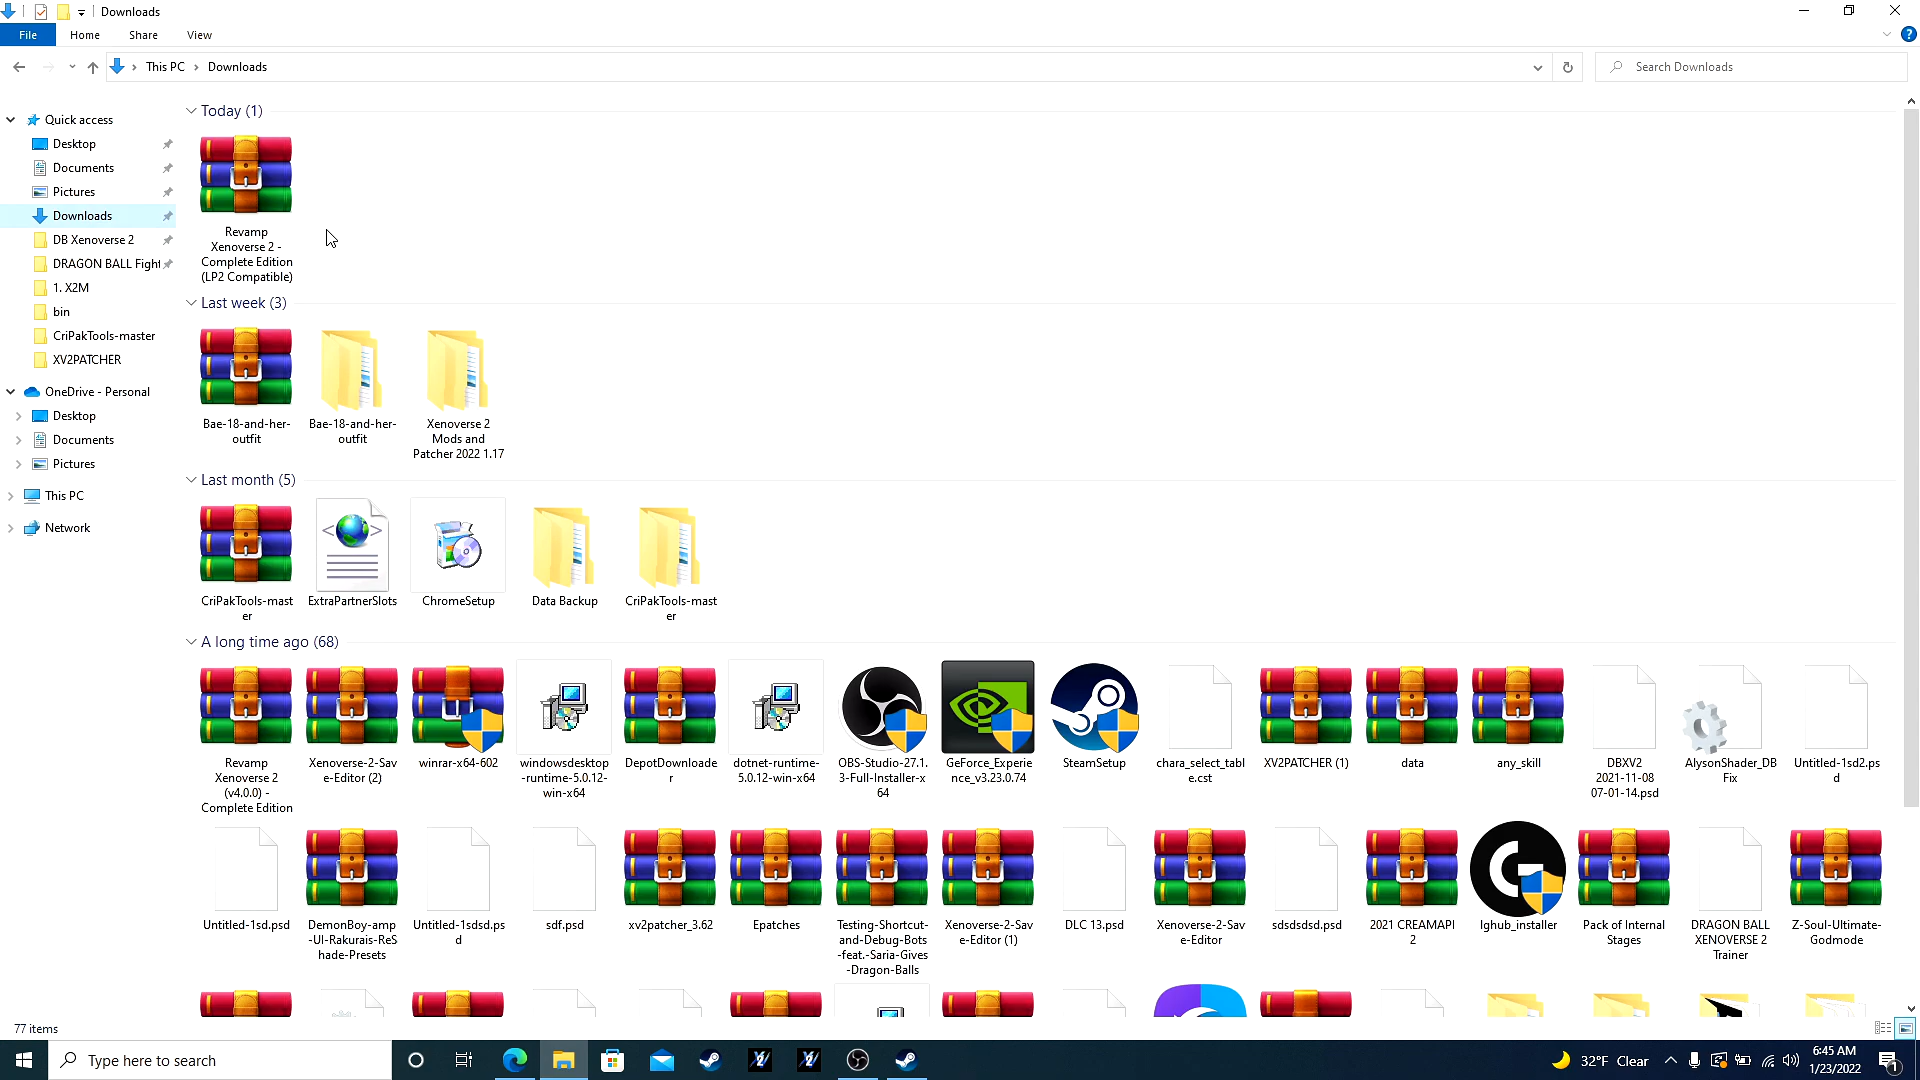 Downloads
File
Home
Share
View
This PC
Downloads
Search Downloads
Quick access
Desktop
Documents
Pictures
Downloads
DB Xenoverse 2
DRAGON BALL Fight
1. X2M
bin
CriPakTools-master
XV2PATCHER
OneDrive - Personal
Desktop
Documents
Pictures
This PC
Network
Today (1)
Revamp
Xenoverse 2 -
Complete Edition
(LP2 Compatible)
Last week (3)
Bae-18-and-her-
outfit
Bae-18-and-her-
outfit
Xenoverse 2
Mods and
Patcher 2022 1.17
Last month (5)
CriPakTools-mast
er
ExtraPartnerSlots
ChromeSetup
Data Backup
CriPakTools-mast
er
A long time ago (68)
Revamp
Xenoverse 2
(v4.0.0) -
Complete Edition
Xenoverse-2-Sav
e-Editor (2)
winrar-x64-602
windowsdesktop
-runtime-5.0.12-
win-x64
DepotDownloade
r
dotnet-runtime-
5.0.12-win-x64
OBS-Studio-27.1.
3-Full-Installer-x
64
GeForce_Experie
nce_v3.23.0.74
SteamSetup
chara_select_tabl
e.cst
XV2PATCHER (1)
data
any_skill
DBXV2
2021-11-08
07-01-14.psd
AlysonShader_DB
Fix
Untitled-1sd2.ps
d
Untitled-1sd.psd
DemonBoy-amp
-UI-Rakurais-ReS
hade-Presets
Untitled-1sdsd.ps
d
sdf.psd
xv2patcher_3.62
Epatches
Testing-Shortcut-
and-Debug-Bots
-feat.-Saria-Gives
-Dragon-Balls
Xenoverse-2-Sav
e-Editor (1)
DLC 13.psd
Xenoverse-2-Sav
e-Editor
sdsdsdsd.psd
2021 CREAMAPI
2
lghub_installer
Pack of Internal
Stages
DRAGON BALL
XENOVERSE 2
Trainer
Z-Soul-Ultimate-
Godmode
77 items
Type here to search
32°F Clear
6:45 AM
1/23/2022
1